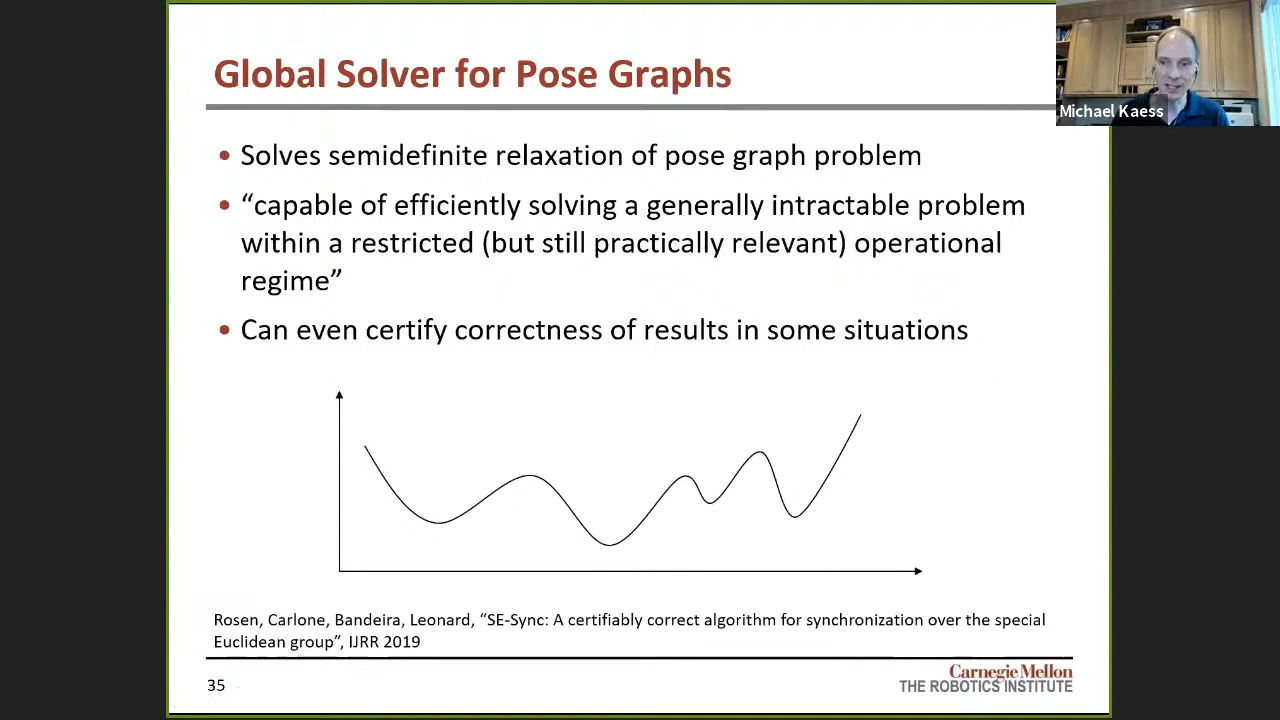 Global Solver for Pose Graphs
Michael Kaess
• Solves semidefinite relaxation of pose graph problem
• “capable of efficiently solving a generally intractable problem
within a restricted (but still practically relevant) operational
regime”
• Can even certify correctness of results in some situations
Rosen, Carlone, Bandeira, Leonard, “SE-Sync: A certifiably correct algorithm for synchronization over the special
Euclidean group”, IJRR 2019
35
Carnegie Mellon
THE ROBOTICS INSTITUTE